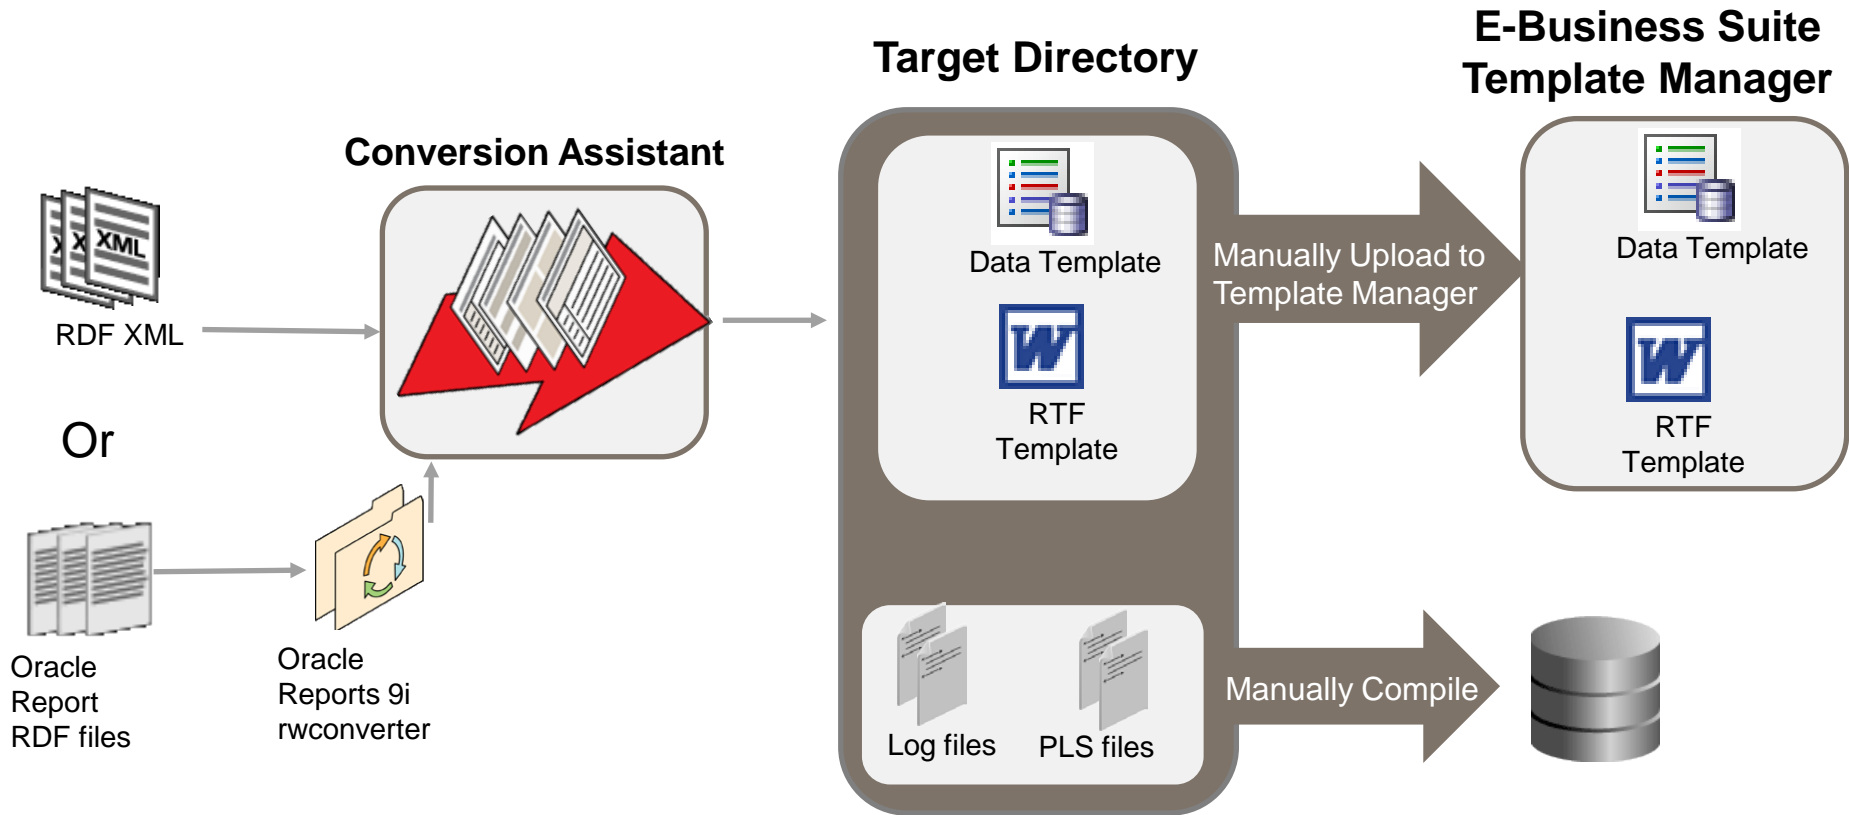 E-Business Suite
Template Manager
Target Directory
Conversion Assistant
XML
RDF XML
Or
Oracle
Report
RDF files
Oracle
Reports 9i
rwconverter
Data Template
RTF
Template
Log files
PLS files
Manually Upload to
Template Manager
Manually Compile
Data Template
RTF
Template